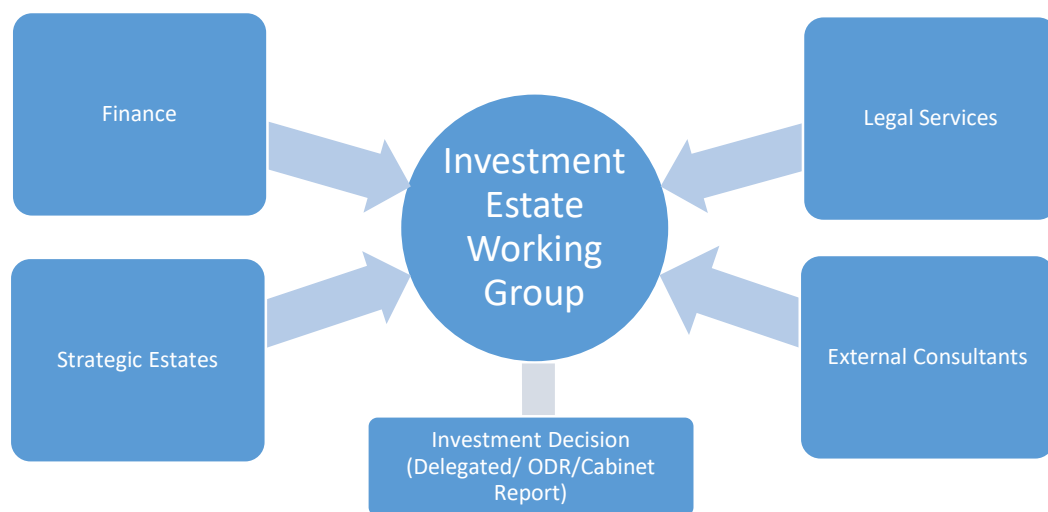 Finance
Legal Services
Investment
Estate
Working
Group
Strategic Estates
External Consultants
Investment Decision
(Delegated/ ODR/Cabinet
Report)